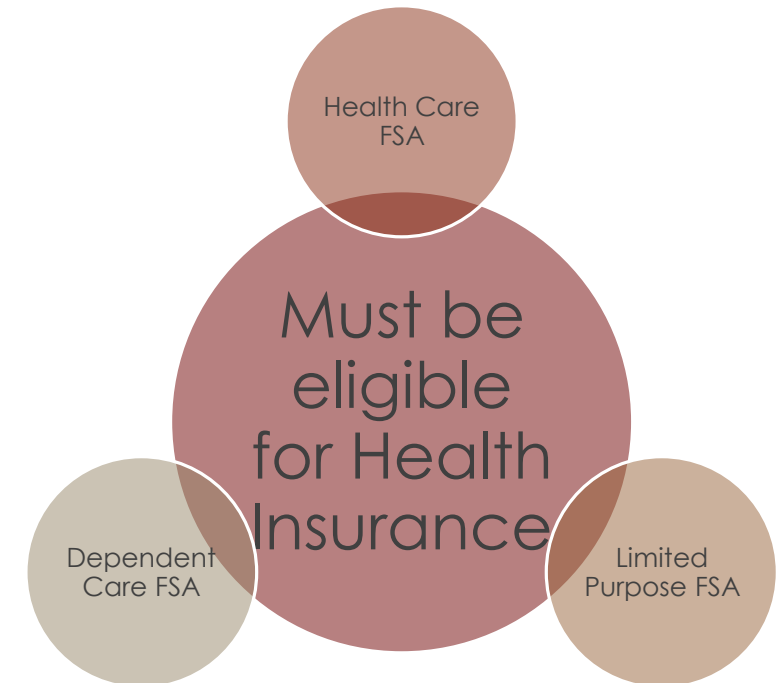 Health Care
FSA
Must be
eligible
for Health
Insurance
Dependent
Care FSA
Limited
Purpose FSA